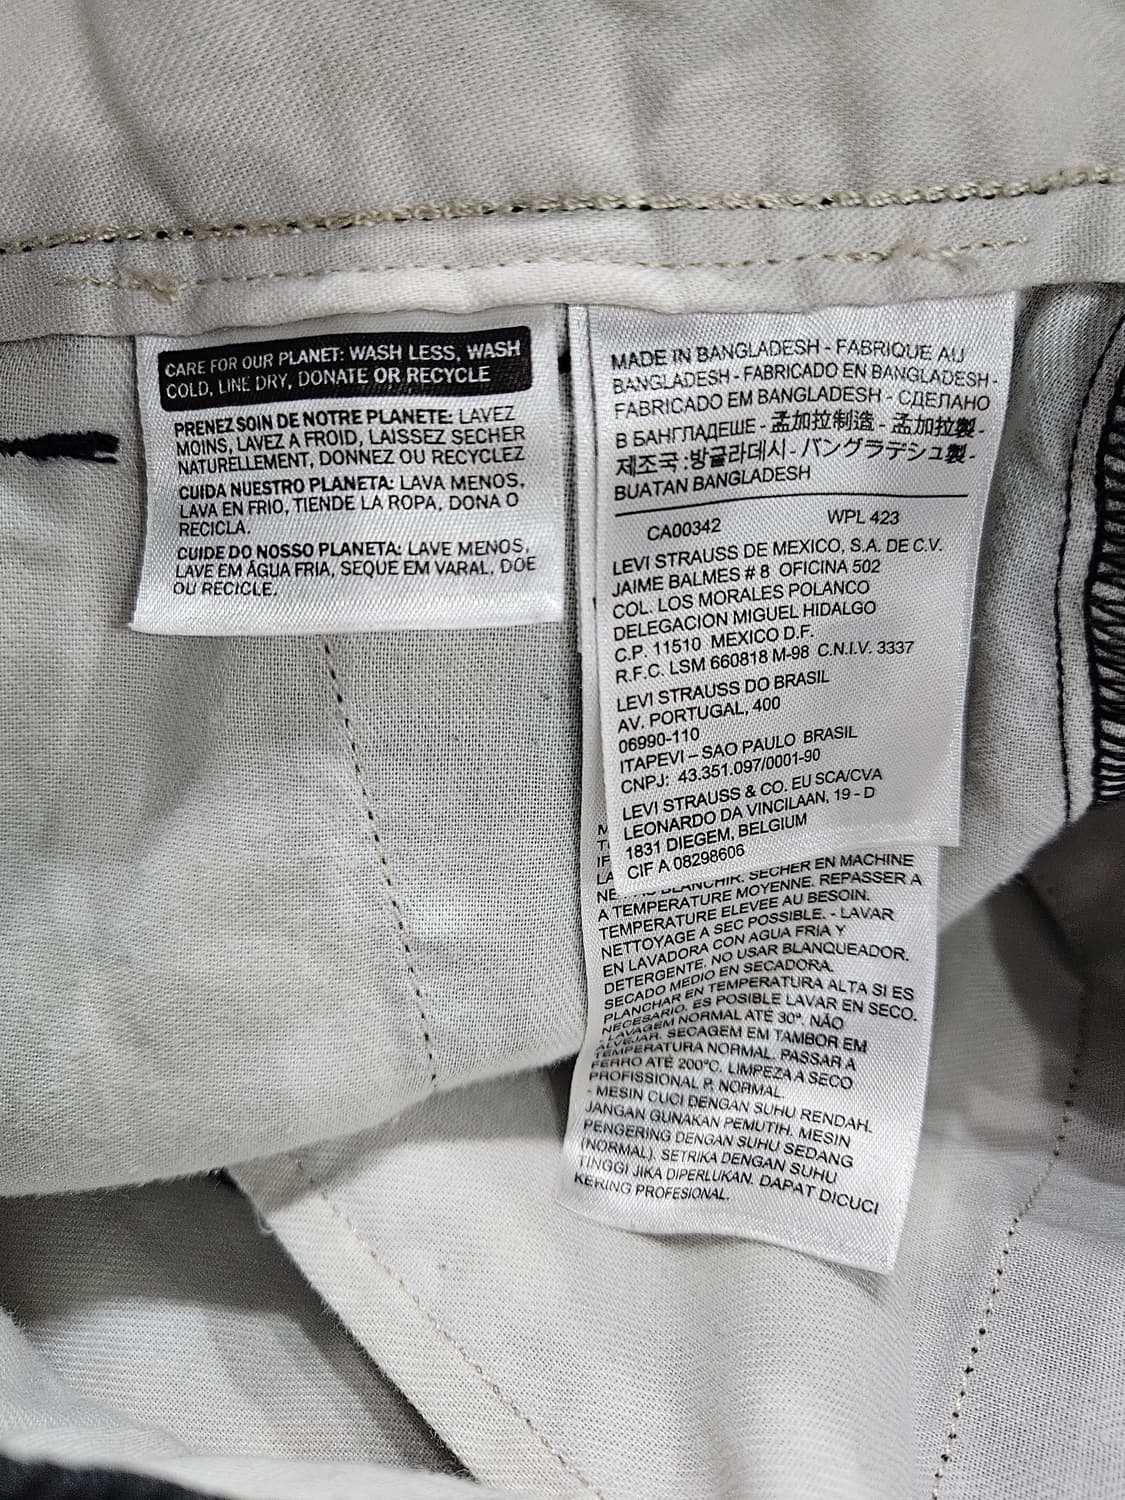 CARE FOR OUR PLANET: WASH LESS, WASH
COLD, LINE DRY, DONATE OR RECYCLE
PRENEZ SOIN DE NOTRE PLANETE: LAVEZ
MOINS, LAVEZ A FROID, LAISSEZ SECHER
NATURELLEMENT, DONNEZ OU RECYCLEZ
CUIDA NUESTRO PLANETA: LAVA MENOS,
LAVA EN FRIO, TIENDE LA ROPA, DONA O
RECICLA.
CUIDE DO NOSSO PLANETA: LAVE MENOS,
LAVE EM ÁGUA FRIA, SEQUE EM VARAL, DOE
OU RECICLE.
MADE IN BANGLADESH - FABRIQUE AU
BANGLADESH - FABRICADO EN BANGLADESH -
FABRICADO EM BANGLADESH - СДЕЛАНО
В БАНГЛАДЕШЕ - 孟加拉制造 - 孟加拉製 -
제조국 :방글라데시 - バングラデシュ製 -
BUATAN BANGLADESH
CA00342 WPL 423
LEVI STRAUSS DE MEXICO, S.A. DE C.V.
JAIME BALMES # 8 OFICINA 502
COL. LOS MORALES POLANCO
DELEGACION MIGUEL HIDALGO
C.P. 11510 MEXICO D.F.
R.F.C. LSM 660818 M-98 C.N.I.V. 3337
LEVI STRAUSS DO BRASIL
AV. PORTUGAL, 400
06990-110
ITAPEVI – SAO PAULO BRASIL
CNPJ: 43.351.097/0001-90
LEVI STRAUSS & CO. EU SCA/CVA
LEONARDO DA VINCILAAN, 19 - D
1831 DIEGEM, BELGIUM
CIF A 08298606
NE PAS BLANCHIR. SECHER EN MACHINE
A TEMPERATURE MOYENNE. REPASSER A
TEMPERATURE ELEVEE AU BESOIN.
NETTOYAGE A SEC POSSIBLE. - LAVAR
EN LAVADORA CON AGUA FRIA Y
DETERGENTE. NO USAR BLANQUEADOR.
SECADO MEDIO EN SECADORA.
PLANCHAR EN TEMPERATURA ALTA SI ES
NECESARIO. ES POSIBLE LAVAR EN SECO.
- LAVAGEM NORMAL ATÉ 30°. NÃO
ALVEJAR. SECAGEM EM TAMBOR EM
TEMPERATURA NORMAL. PASSAR A
FERRO ATÉ 200°C. LIMPEZA A SECO
PROFISSIONAL P. NORMAL.
- MESIN CUCI DENGAN SUHU RENDAH.
JANGAN GUNAKAN PEMUTIH. MESIN
PENGERING DENGAN SUHU SEDANG
(NORMAL). SETRIKA DENGAN SUHU
TINGGI JIKA DIPERLUKAN. DAPAT DICUCI
KERING PROFESIONAL.